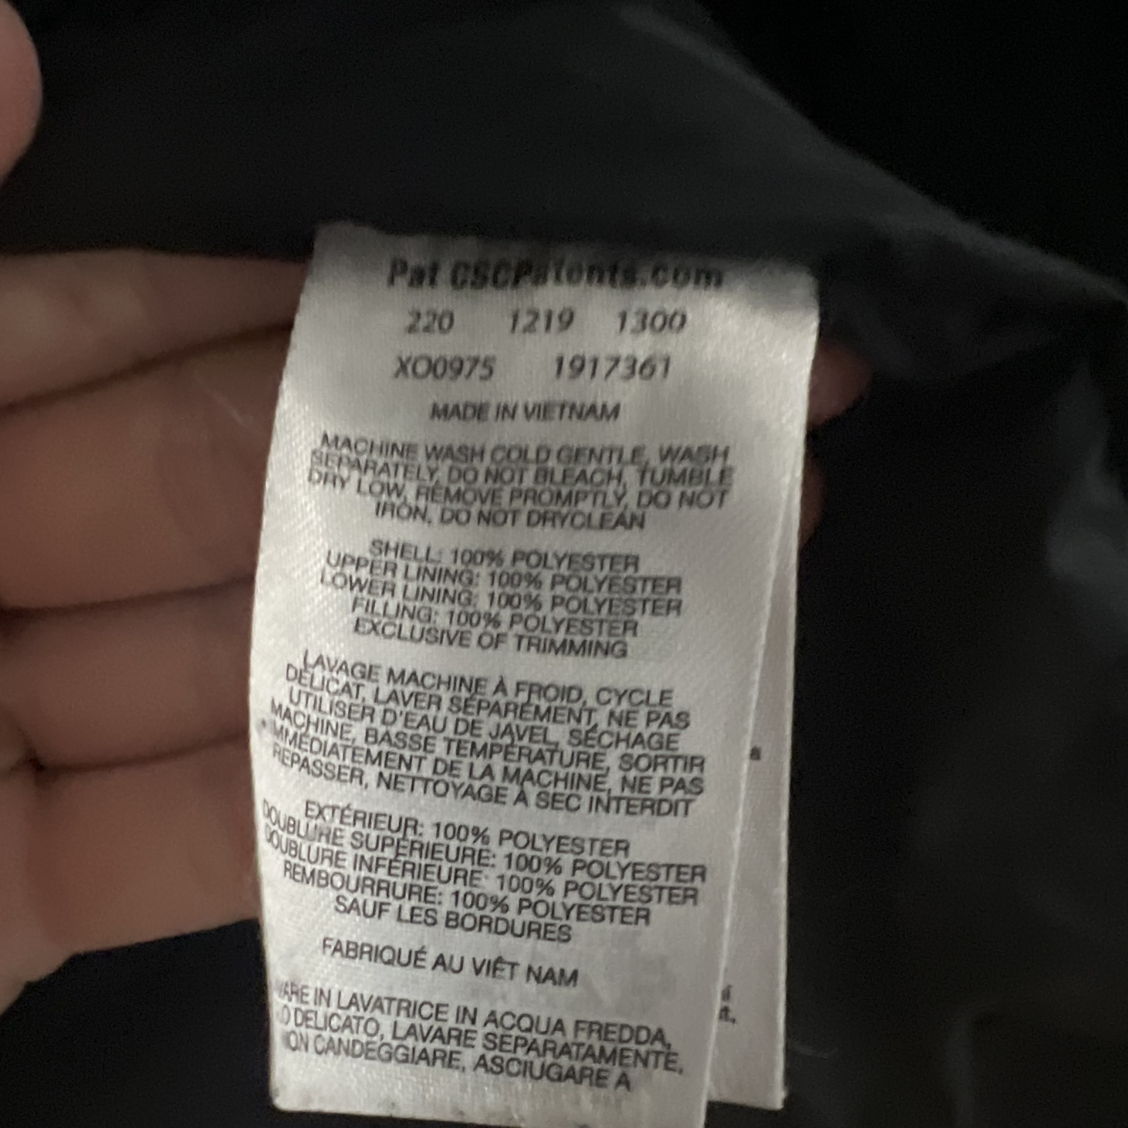 Pat CSCPatents.com
220 1219 1300
XO0975 1917361
MADE IN VIETNAM
MACHINE WASH COLD GENTLE, WASH
SEPARATELY, DO NOT BLEACH, TUMBLE
DRY LOW, REMOVE PROMPTLY, DO NOT
IRON, DO NOT DRYCLEAN
SHELL: 100% POLYESTER
UPPER LINING: 100% POLYESTER
LOWER LINING: 100% POLYESTER
FILLING: 100% POLYESTER
EXCLUSIVE OF TRIMMING
LAVAGE MACHINE À FROID, CYCLE
DÉLICAT, LAVER SÉPARÉMENT, NE PAS
UTILISER D'EAU DE JAVEL, SÉCHAGE
MACHINE, BASSE TEMPÉRATURE, SORTIR
IMMÉDIATEMENT DE LA MACHINE, NE PAS
REPASSER, NETTOYAGE À SEC INTERDIT
EXTÉRIEUR: 100% POLYESTER
DOUBLURE SUPÉRIEURE: 100% POLYESTER
DOUBLURE INFÉRIEURE: 100% POLYESTER
REMBOURRURE: 100% POLYESTER
SAUF LES BORDURES
FABRIQUÉ AU VIÊT NAM
VARE IN LAVATRICE IN ACQUA FREDDA,
O DELICATO, LAVARE SEPARATAMENTE,
NON CANDEGGIARE, ASCIUGARE A